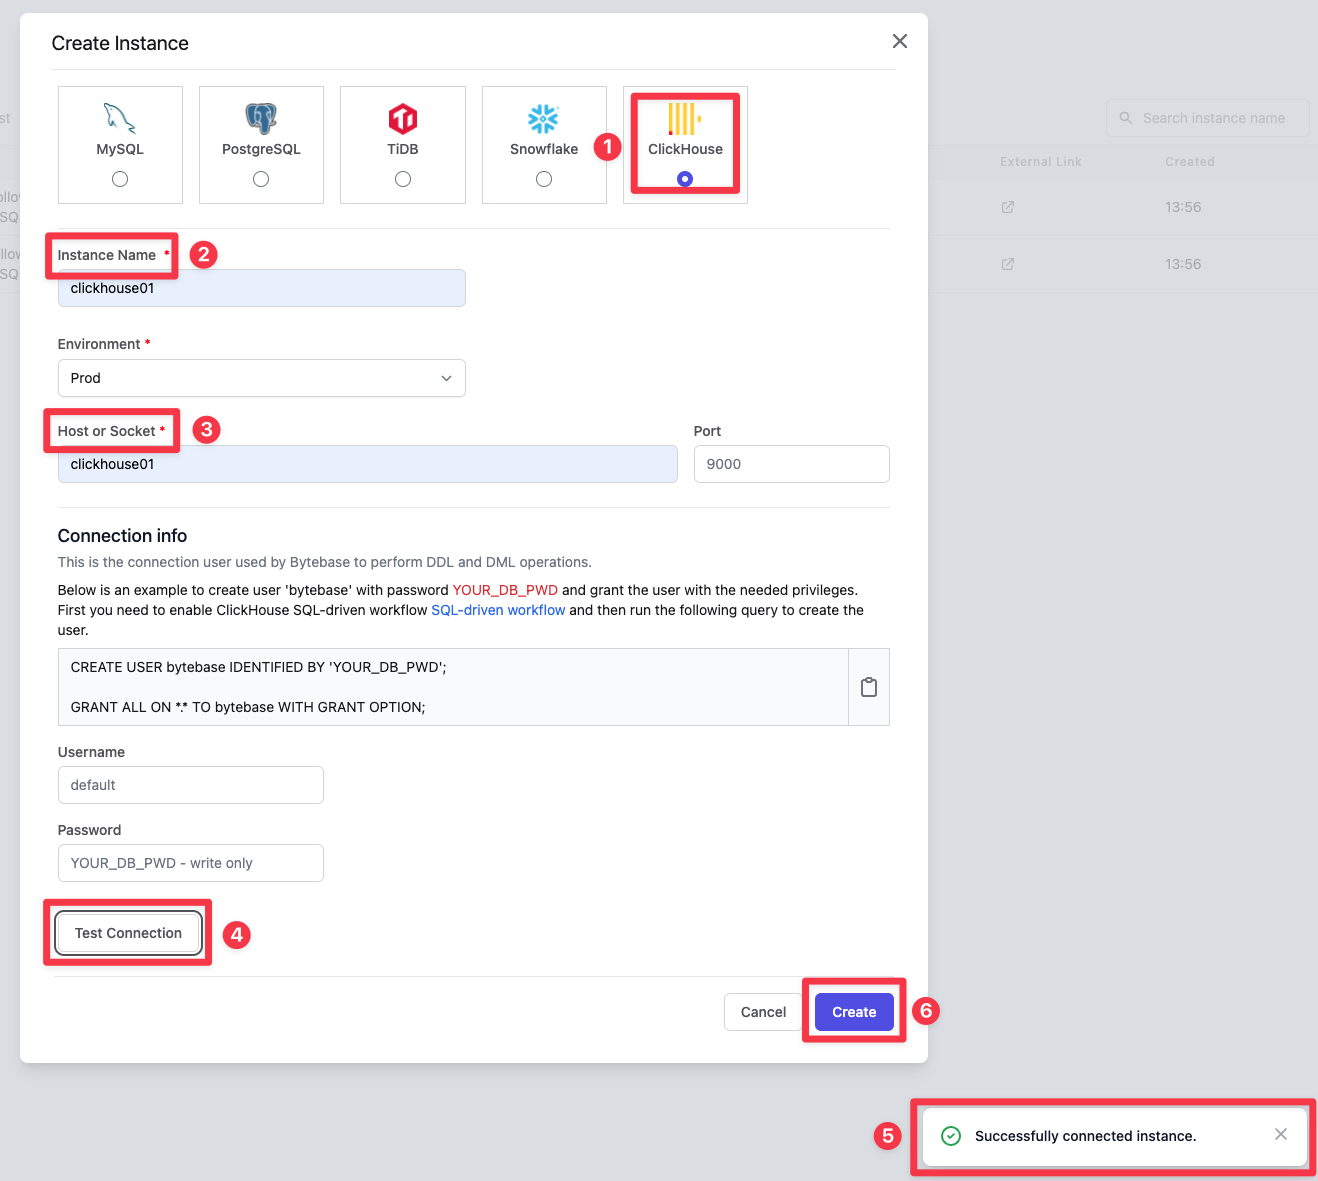 Create Instance
MySQL
PostgreSQL
TiDB
Snowflake
1
ClickHouse
st
Search instance name
External Link
Created
13:56
13:56
SQ
SQ
Instance Name *
2
clickhouse01
Environment *
Prod
Host or Socket *
3
clickhouse01
Port
9000
Connection info
This is the connection user used by Bytebase to perform DDL and DML operations.
Below is an example to create user 'bytebase' with password YOUR_DB_PWD and grant the user with the needed privileges.
First you need to enable ClickHouse SQL-driven workflow SQL-driven workflow and then run the following query to create the
user.
CREATE USER bytebase IDENTIFIED BY 'YOUR_DB_PWD';
GRANT ALL ON *.* TO bytebase WITH GRANT OPTION;
Username
default
Password
YOUR_DB_PWD - write only
Test Connection
4
Cancel
Create
6
5
Successfully connected instance.